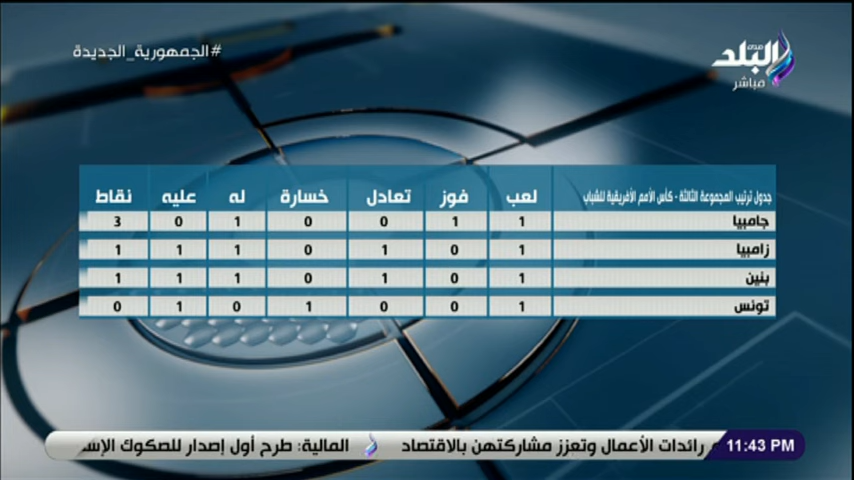 #الجمهورية_الجديدة
صدى البلد
مباشر
جدول ترتيب المجموعة الثالثة - كأس الأمم الأفريقية للشباب لعب فوز تعادل خسارة له عليه نقاط
جامبيا 1 1 0 0 1 0 3
زامبيا 1 0 1 0 1 1 1
بنين 1 0 1 0 1 1 1
تونس 1 0 0 1 0 1 0
11:43 PM
رائدات الأعمال وتعزز مشاركتهن بالاقتصاد المالية: طرح أول إصدار للصكوك